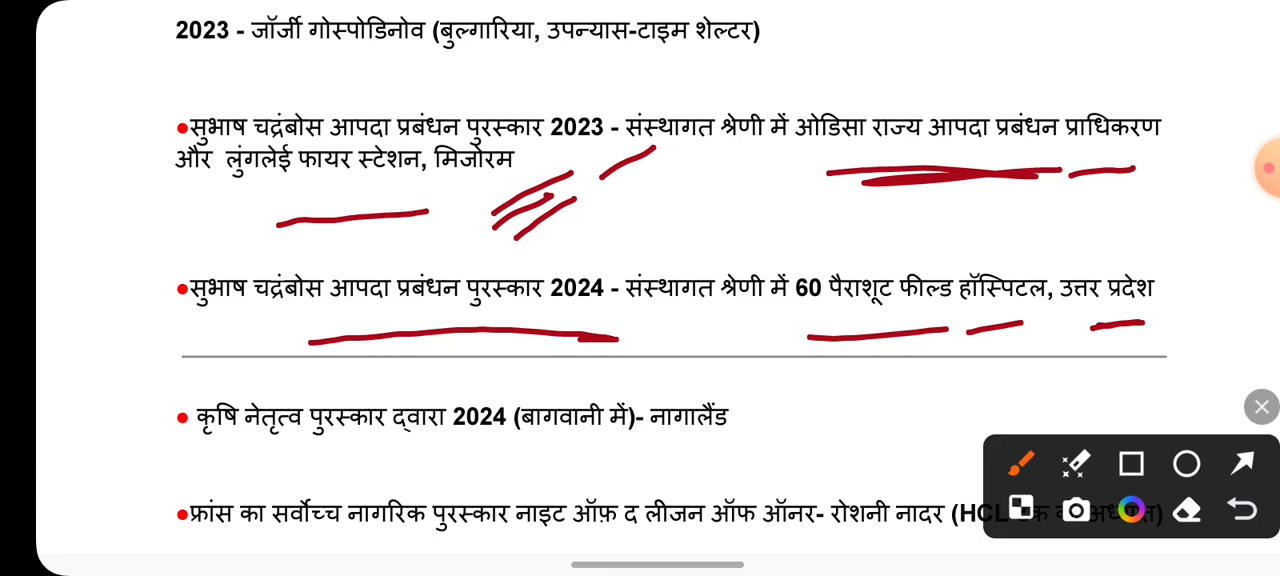 2023 - जॉर्जी गोस्पोडिनोव (बुल्गारिया, उपन्यास-टाइम शेल्टर)
●सुभाष चद्रंबोस आपदा प्रबंधन पुरस्कार 2023 - संस्थागत श्रेणी में ओडिसा राज्य आपदा प्रबंधन प्राधिकरण
और लुंगलेई फायर स्टेशन, मिजोरम
●सुभाष चद्रंबोस आपदा प्रबंधन पुरस्कार 2024 - संस्थागत श्रेणी में 60 पैराशूट फील्ड हॉस्पिटल, उत्तर प्रदेश
● कृषि नेतृत्व पुरस्कार द्वारा 2024 (बागवानी में)- नागालैंड
●फ्रांस का सर्वोच्च नागरिक पुरस्कार नाइट ऑफ़ द लीजन ऑफ ऑनर- रोशनी नादर (HCL